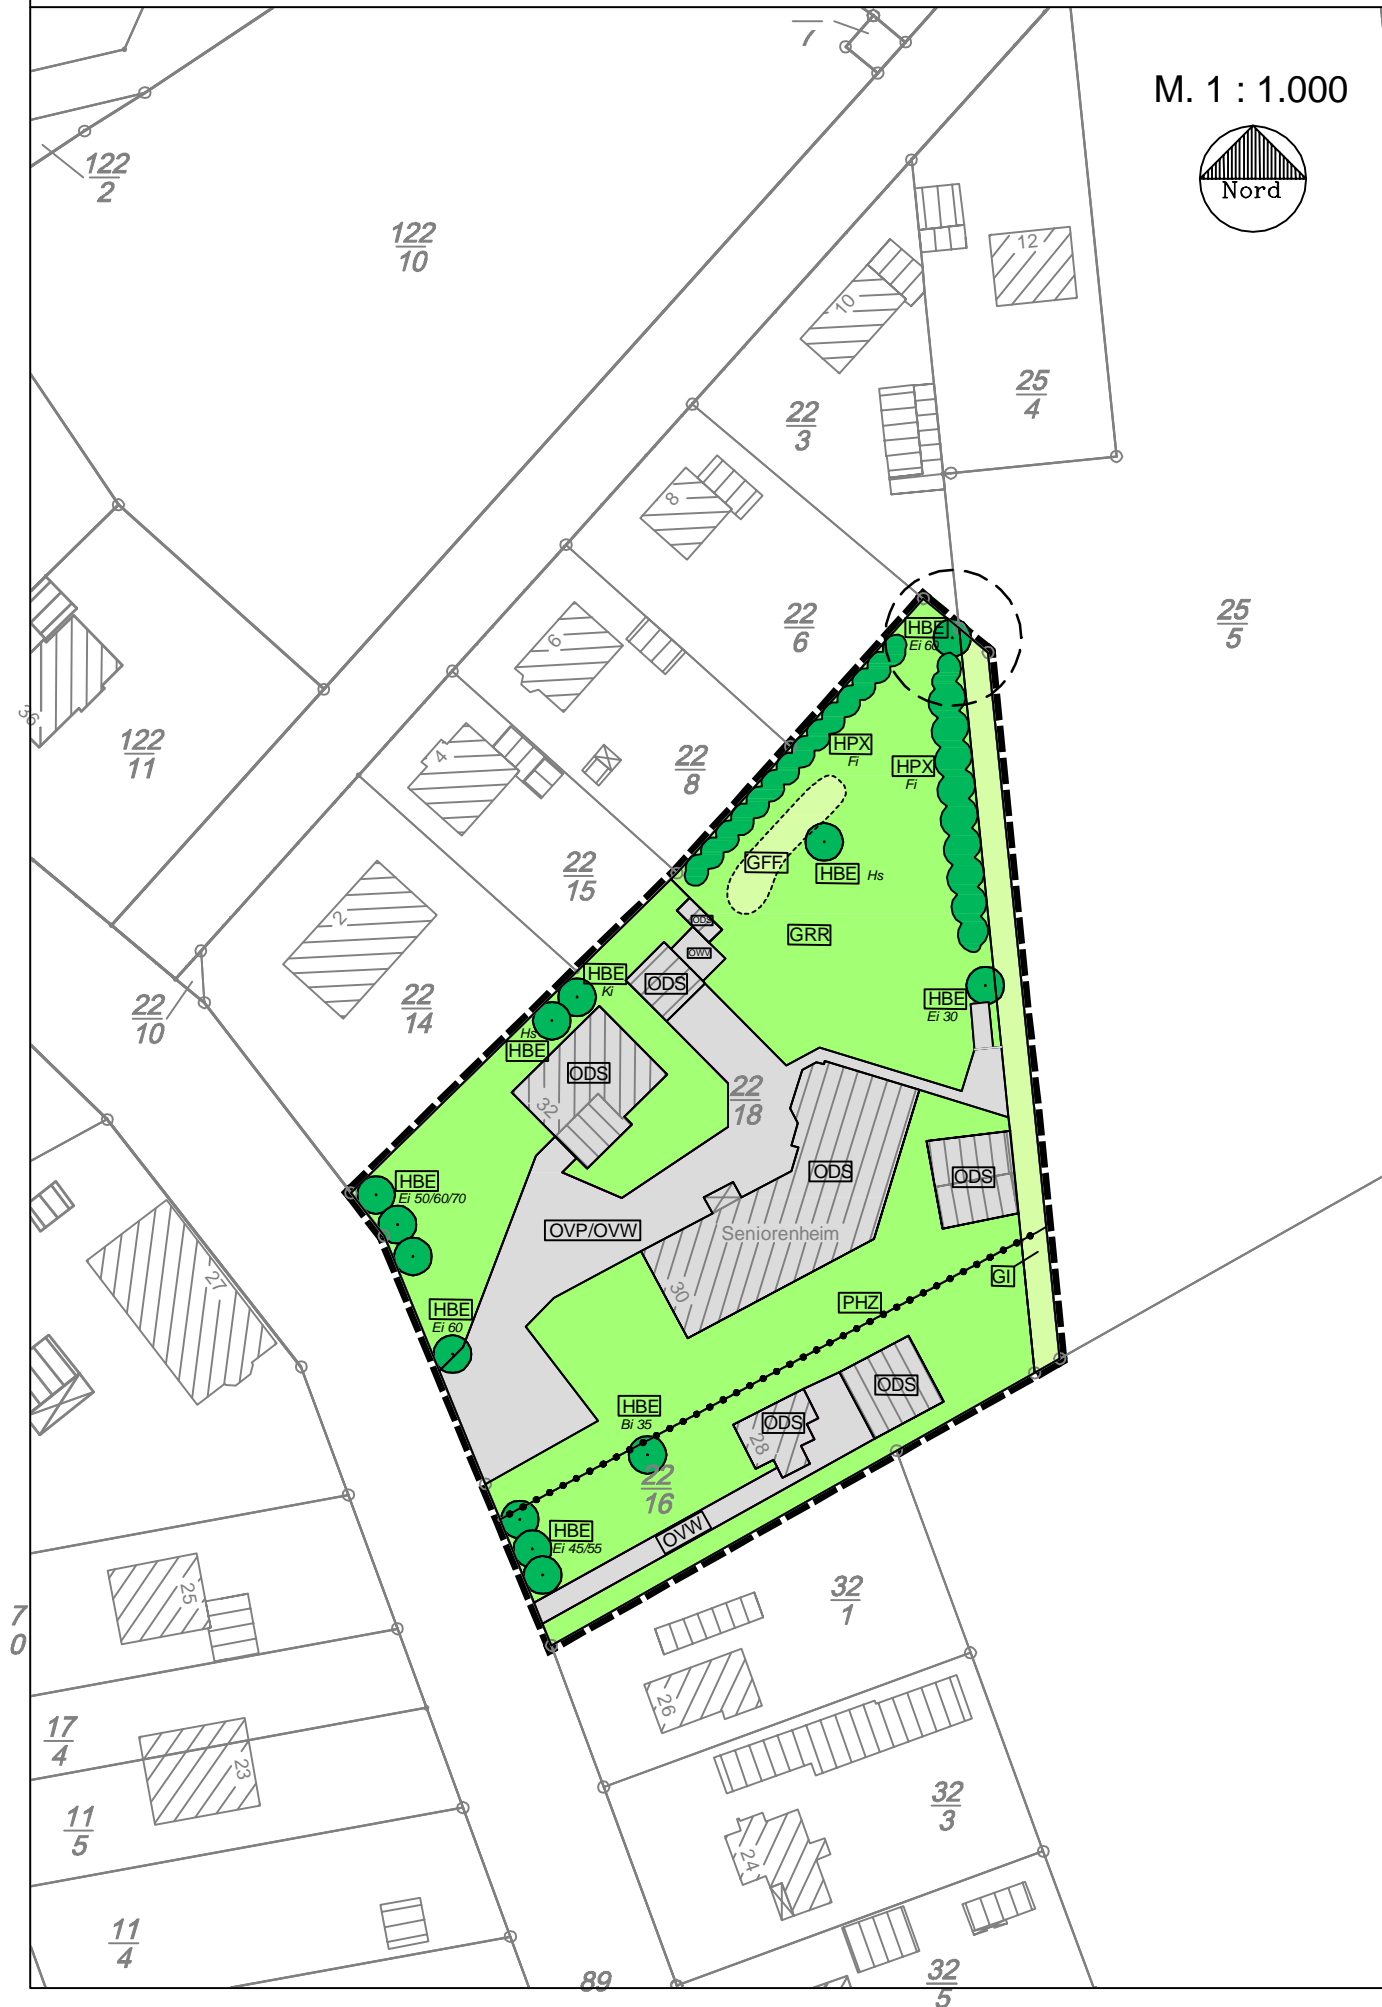 7
M. 1 : 1.000
Nord
122
2
122
10
12
10
25
4
22
3
8
22
6
25
5
HBE
Ei 60
6
36
122
11
4
22
8
HPX
Fi
HPX
Fi
GFF
HBE Hs
22
15
2
ODS
GRR
OWV
HBE
Ki
ODS
22
10
22
14
HBE
Ei 30
Hs
HBE
ODS
32
22
18
ODS
ODS
HBE
Ei 50/60/70
OVP/OVW
Seniorenheim
27
30
GI
PHZ
HBE
Ei 60
HBE
Bi 35
ODS
ODS
28
22
16
HBE
Ei 45/55
OVW
25
7
0
32
1
26
17
4
23
32
3
11
5
24
11
4
89
32
5